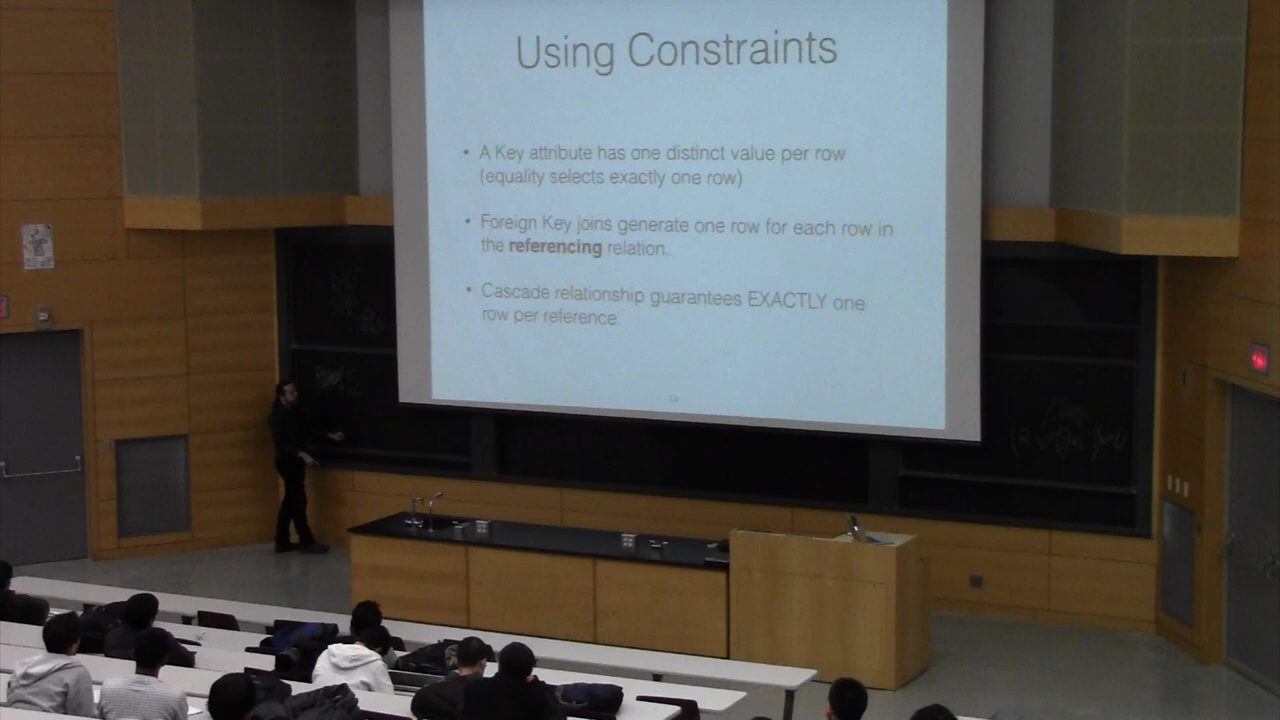 Using Constraints
• A Key attribute has one distinct value per row
(equality selects exactly one row)
• Foreign Key joins generate one row for each row in
the referencing relation.
• Cascade relationship guarantees EXACTLY one
row per reference.